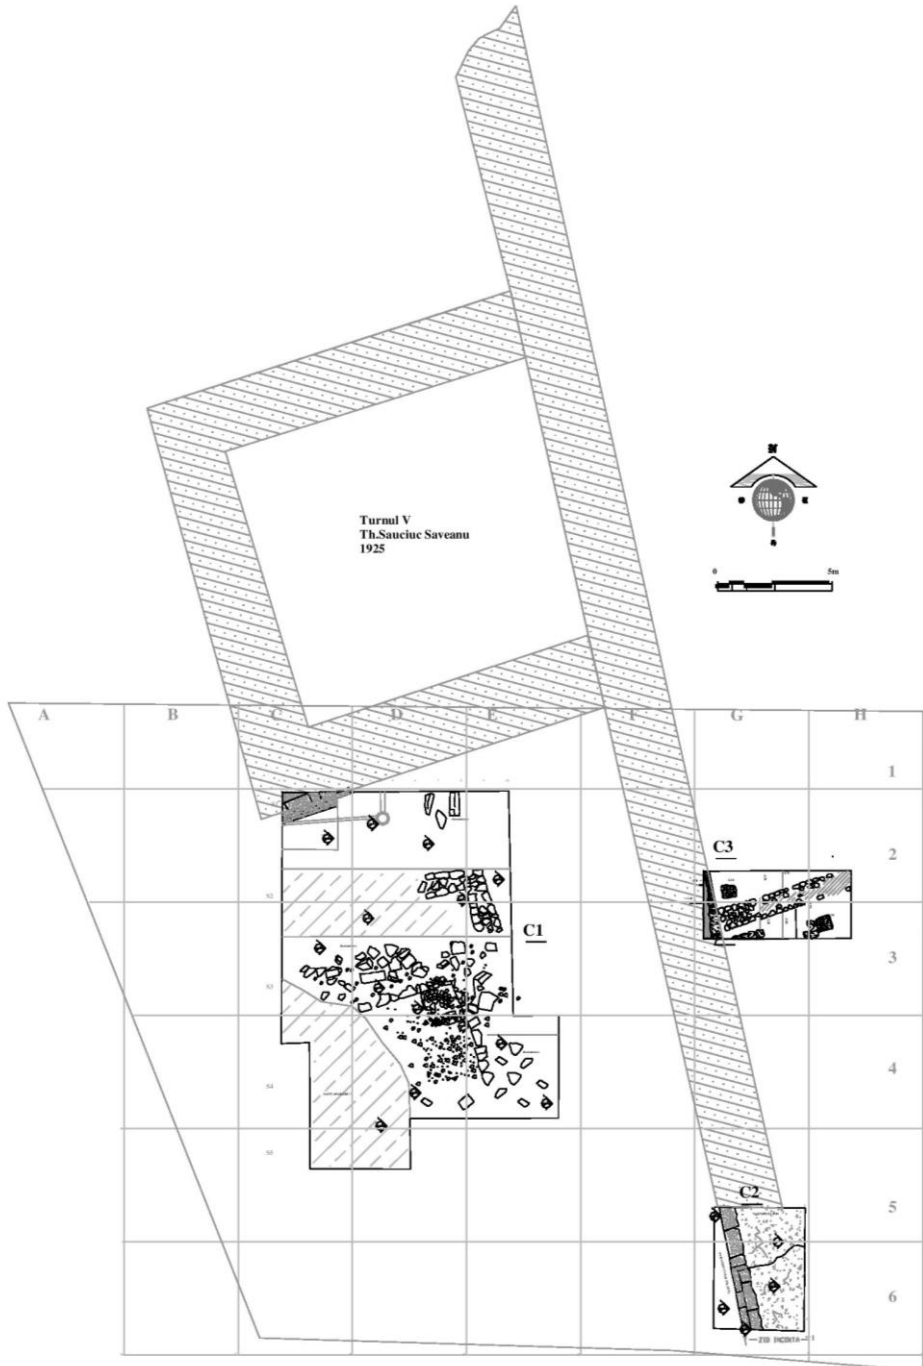 N
Turnul V
Th.Sauciuc Saveanu
1925
0 5m
A B C D E F G H
1
2
C3
S2
C1
3
S3
4
S4
S5
C2
5
6
ZID INCINTA